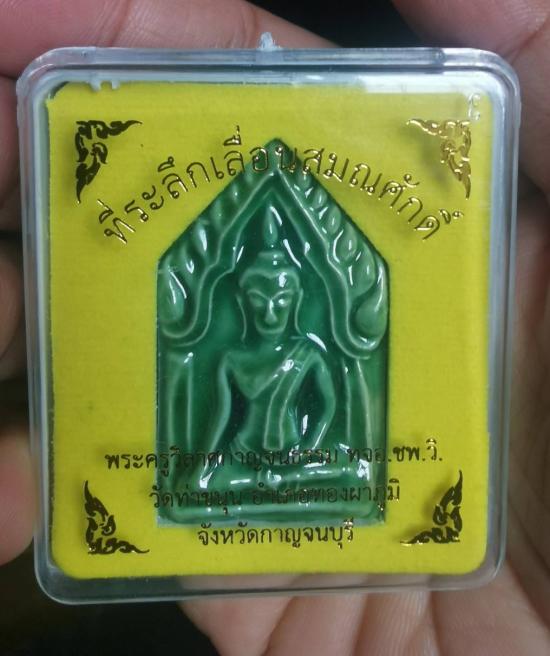 ที่ระลึกเลื่อนสมณศักดิ์
พระครูวิลาศกาญจนธรรม ทจอ.ชพ.วิ.
วัดท่าขนุน อำเภอทองผาภูมิ
จังหวัดกาญจนบุรี